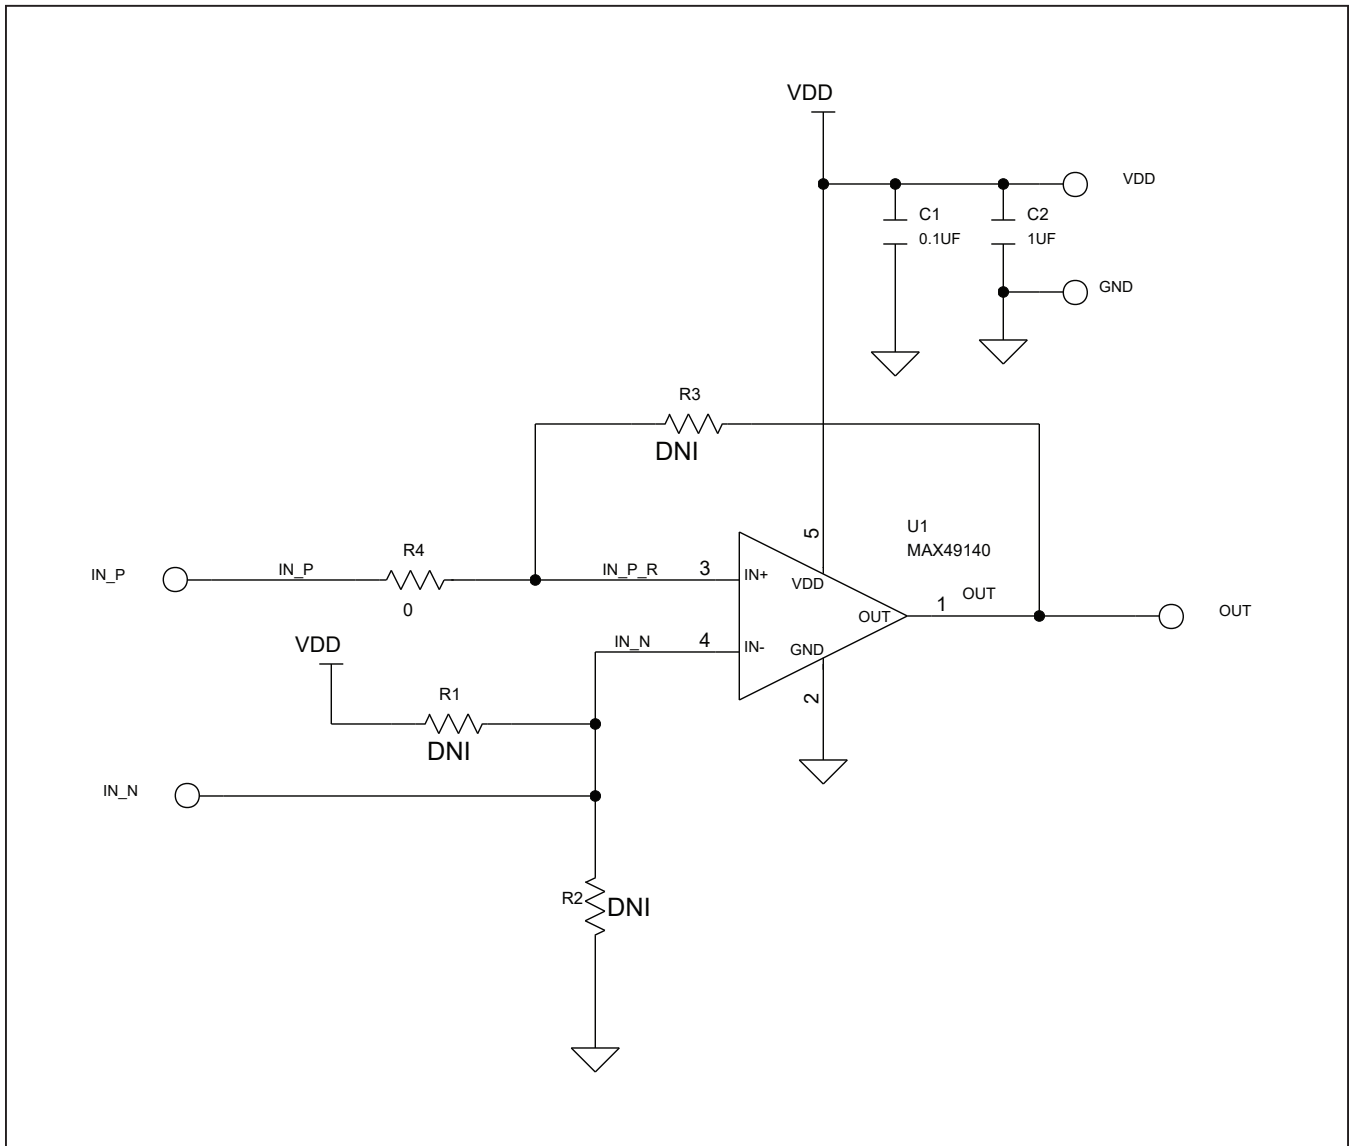 VDD
VDD
C1
0.1UF
C2
1UF
GND
R3
DNI
U1
MAX49140
5
R4
IN_P
IN_P
0
IN_P_R
3
IN+
VDD
OUT
1
OUT
OUT
VDD
IN_N
4
IN-
GND
2
R1
DNI
IN_N
R2
DNI